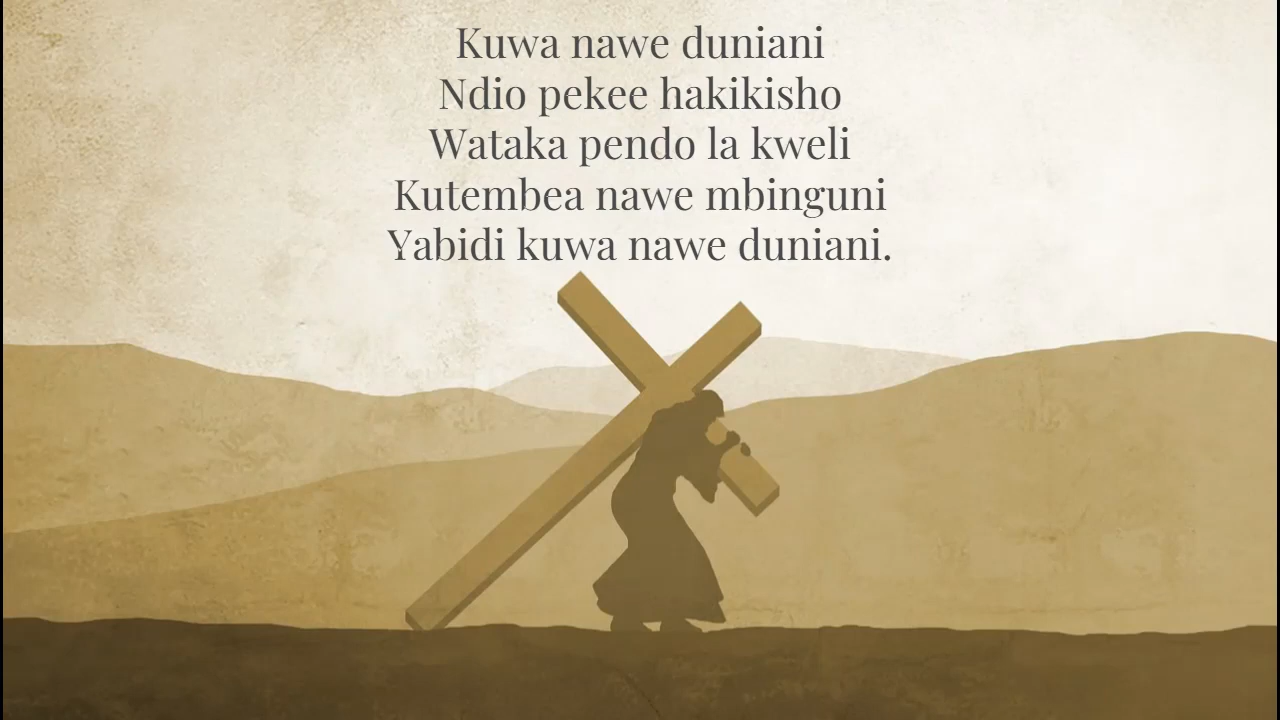 Kuwa nawe duniani
Ndio pekee hakikisho
Wataka pendo la kweli
Kutembea nawe mbinguni
Yabidi kuwa nawe duniani.